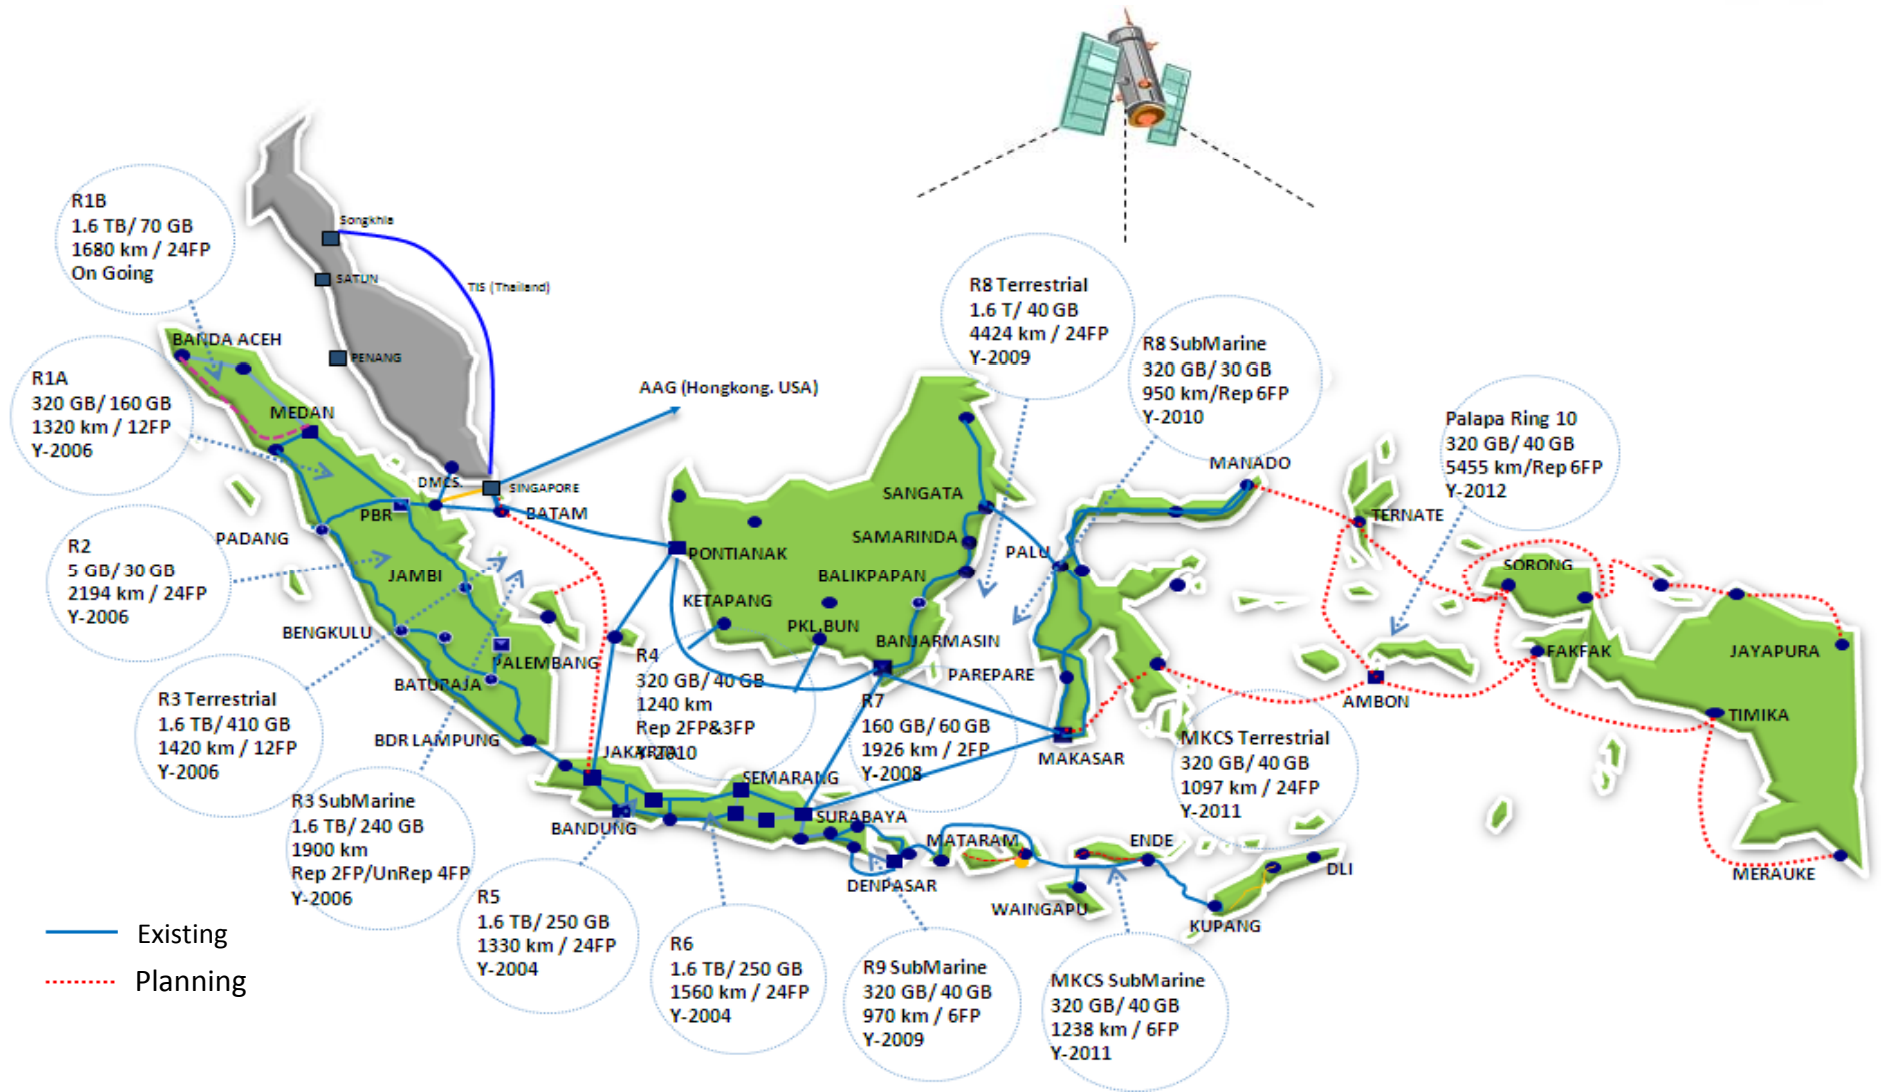 R1B
1.6 TB/ 70 GB
1680 km / 24FP
On Going
Songkhla
SATUN
TIS (Thailand)
PENANG
BANDA ACEH
R1A
320 GB/ 160 GB
1320 km / 12FP
Y-2006
MEDAN
AAG (Hongkong. USA)
R8 Terrestrial
1.6 T/ 40 GB
4424 km / 24FP
Y-2009
R8 SubMarine
320 GB/ 30 GB
950 km/Rep 6FP
Y-2010
Palapa Ring 10
320 GB/ 40 GB
5455 km/Rep 6FP
Y-2012
MANADO
DMCS.
SINGAPORE
BATAM
PBR
PADANG
SANGATA
SAMARINDA
PALU
TERNATE
PONTIANAK
BALIKPAPAN
SORONG
R2
5 GB/ 30 GB
2194 km / 24FP
Y-2006
JAMBI
KETAPANG
PKL.BUN
BANJARMASIN
BENGKULU
PALEMBANG
BATURAJA
PAREPARE
FAKFAK
JAYAPURA
AMBON
TIMIKA
R3 Terrestrial
1.6 TB/ 410 GB
1420 km / 12FP
Y-2006
R4
320 GB/ 40 GB
1240 km
Rep 2FP&3FP
Y-2010
R7
160 GB/ 60 GB
1926 km / 2FP
Y-2008
BDR LAMPUNG
JAKARTA
MAKASAR
MKCS Terrestrial
320 GB/ 40 GB
1097 km / 24FP
Y-2011
SEMARANG
BANDUNG
SURABAYA
R3 SubMarine
1.6 TB/ 240 GB
1900 km
Rep 2FP/UnRep 4FP
Y-2006
MATARAM
ENDE
DLI
MERAUKE
DENPASAR
WAINGAPU
KUPANG
R5
1.6 TB/ 250 GB
1330 km / 24FP
Y-2004
R6
1.6 TB/ 250 GB
1560 km / 24FP
Y-2004
R9 SubMarine
320 GB/ 40 GB
970 km / 6FP
Y-2009
MKCS SubMarine
320 GB/ 40 GB
1238 km / 6FP
Y-2011
Existing
Planning